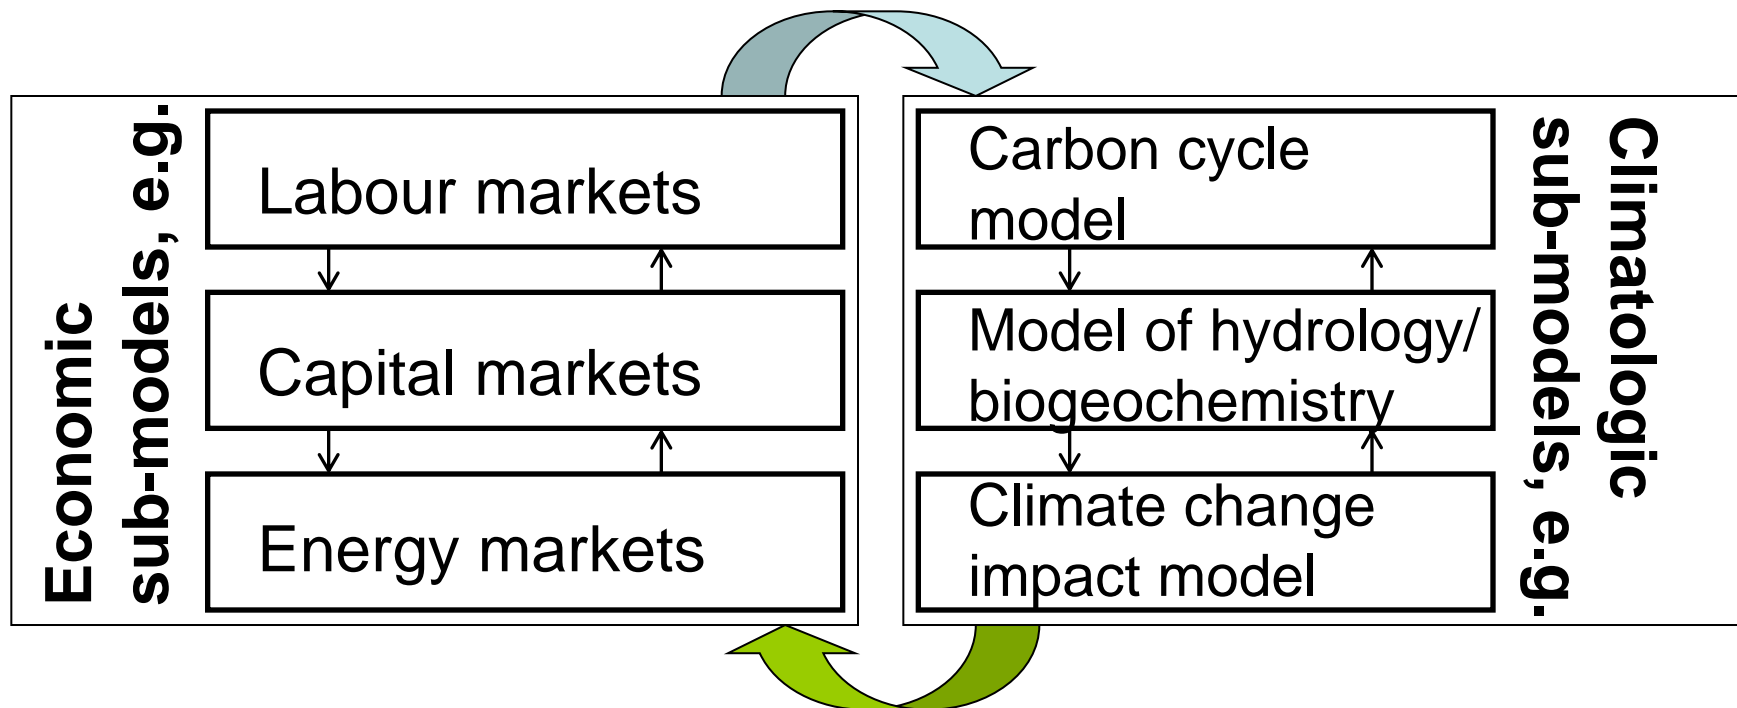 Economic
sub-models, e.g.
Labour markets
Capital markets
Energy markets
Carbon cycle
model
Model of hydrology/
biogeochemistry
Climate change
impact model
Climatologic
sub-models, e.g.